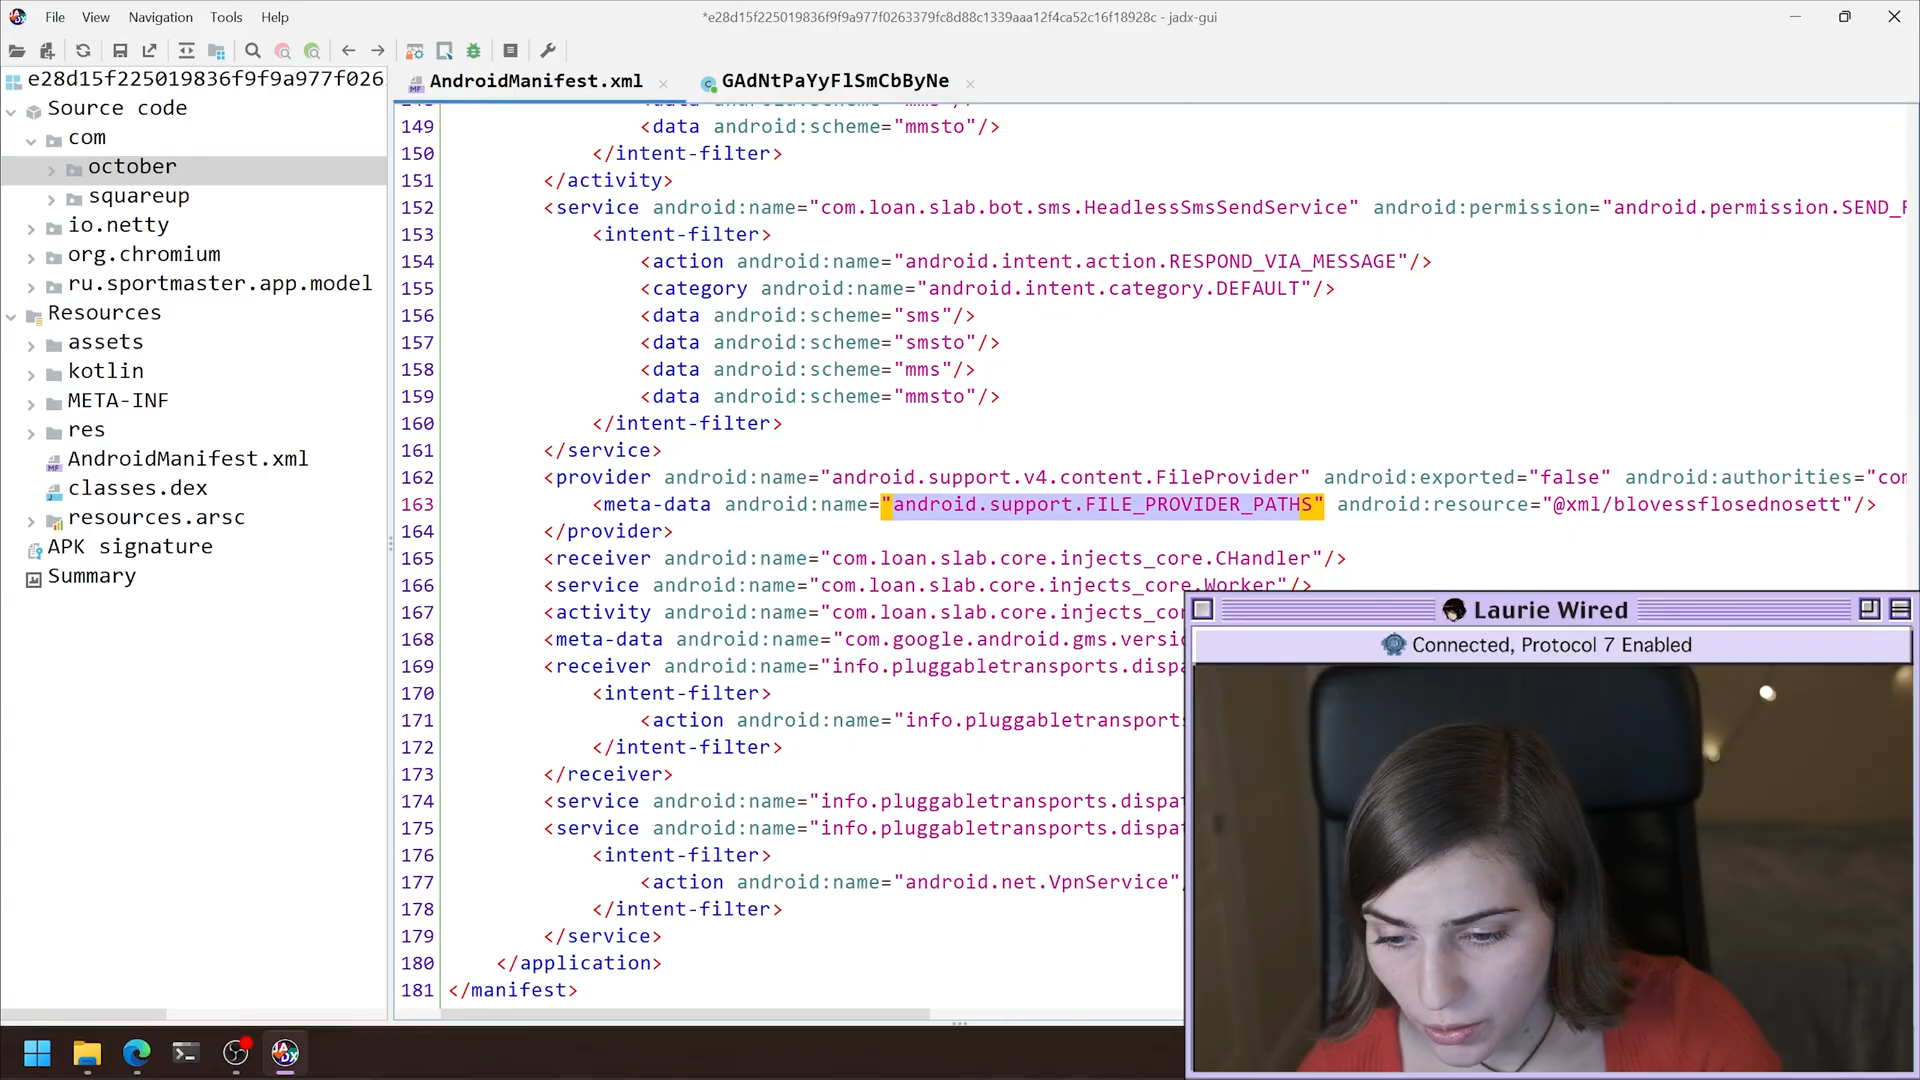 File View Navigation Tools Help
*e28d15f225019836f9f9a977f0263379fc8d88c1339aaa12f4ca52c16f18928c - jadx-gui
e28d15f225019836f9f9a977f026
Source code
com
october
squareup
io.netty
org.chromium
ru.sportmaster.app.model
Resources
assets
kotlin
META-INF
res
AndroidManifest.xml
classes.dex
resources.arsc
APK signature
Summary
AndroidManifest.xml
GAdNtPaYyFlSmCbByNe
149 <data android:scheme="mmsto"/>
150 </intent-filter>
151 </activity>
152 <service android:name="com.loan.slab.bot.sms.HeadlessSmsSendService" android:permission="android.permission.SEND_
153 <intent-filter>
154 <action android:name="android.intent.action.RESPOND_VIA_MESSAGE"/>
155 <category android:name="android.intent.category.DEFAULT"/>
156 <data android:scheme="sms"/>
157 <data android:scheme="smsto"/>
158 <data android:scheme="mms"/>
159 <data android:scheme="mmsto"/>
160 </intent-filter>
161 </service>
162 <provider android:name="android.support.v4.content.FileProvider" android:exported="false" android:authorities="com
163 <meta-data android:name="android.support.FILE_PROVIDER_PATHS" android:resource="@xml/blovessflosednosett"/>
164 </provider>
165 <receiver android:name="com.loan.slab.core.injects_core.CHandler"/>
166 <service android:name="com.loan.slab.core.injects_core.Worker"/>
167 <activity android:name="com.loan.slab.core.injects_co
168 <meta-data android:name="com.google.android.gms.versi
169 <receiver android:name="info.pluggabletransports.dispa
170 <intent-filter>
171 <action android:name="info.pluggabletransports
172 </intent-filter>
173 </receiver>
174 <service android:name="info.pluggabletransports.dispa
175 <service android:name="info.pluggabletransports.dispa
176 <intent-filter>
177 <action android:name="android.net.VpnService"
178 </intent-filter>
179 </service>
180 </application>
181 </manifest>
Laurie Wired
Connected, Protocol 7 Enabled